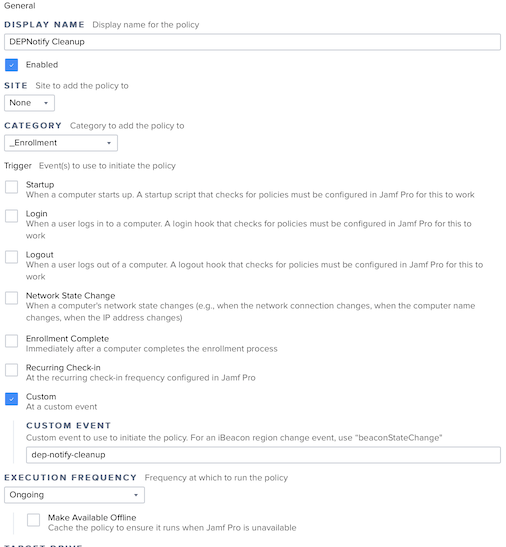 General
DISPLAY NAME Display name for the policy
DEPNotify Cleanup
Enabled
SITE Site to add the policy to
None
CATEGORY Category to add the policy to
_Enrollment
Trigger Event(s) to use to initiate the policy
Startup
When a computer starts up. A startup script that checks for policies must be configured in Jamf Pro for this to work
Login
When a user logs in to a computer. A login hook that checks for policies must be configured in Jamf Pro for this to
work
Logout
When a user logs out of a computer. A logout hook that checks for policies must be configured in Jamf Pro for this to
work
Network State Change
When a computer's network state changes (e.g., when the network connection changes, when the computer name
changes, when the IP address changes)
Enrollment Complete
Immediately after a computer completes the enrollment process
Recurring Check-in
At the recurring check-in frequency configured in Jamf Pro
Custom
At a custom event
CUSTOM EVENT
Custom event to use to initiate the policy. For an iBeacon region change event, use "beaconStateChange"
dep-notify-cleanup
EXECUTION FREQUENCY Frequency at which to run the policy
Ongoing
Make Available Offline
Cache the policy to ensure it runs when Jamf Pro is unavailable
TARGET DRIVE